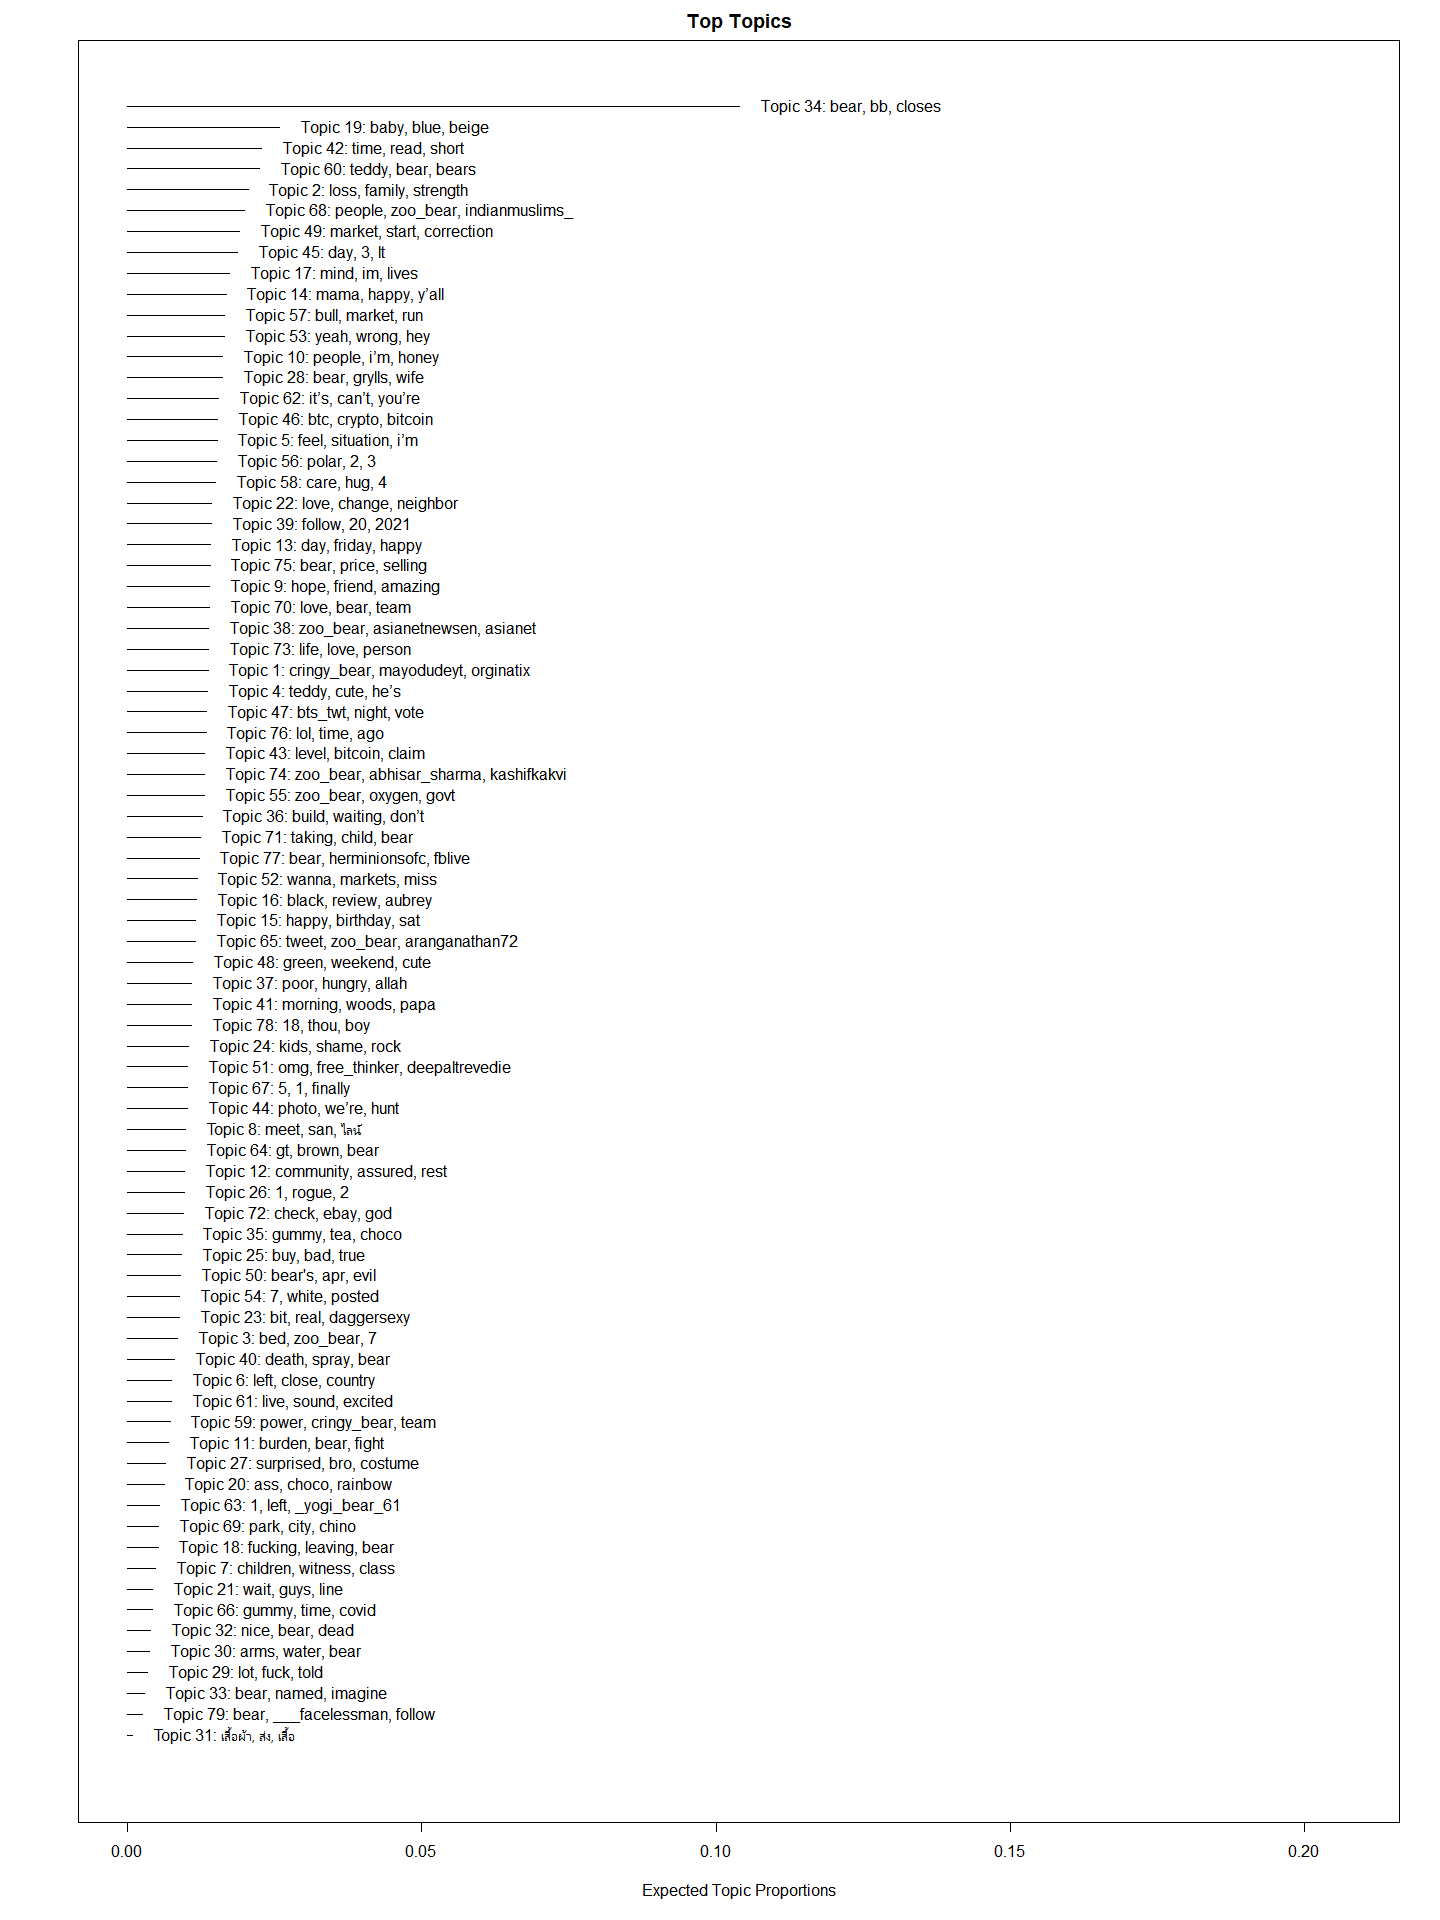 Top Topics
Topic 34: bear, bb, closes
Topic 19: baby, blue, beige
Topic 42: time, read, short
Topic 60: teddy, bear, bears
Topic 2: loss, family, strength
Topic 68: people, zoo_bear, indianmuslims_
Topic 49: market, start, correction
Topic 45: day, 3, lt
Topic 17: mind, im, lives
Topic 14: mama, happy, y’all
Topic 57: bull, market, run
Topic 53: yeah, wrong, hey
Topic 10: people, i’m, honey
Topic 28: bear, grylls, wife
Topic 62: it’s, can’t, you’re
Topic 46: btc, crypto, bitcoin
Topic 5: feel, situation, i’m
Topic 56: polar, 2, 3
Topic 58: care, hug, 4
Topic 22: love, change, neighbor
Topic 39: follow, 20, 2021
Topic 13: day, friday, happy
Topic 75: bear, price, selling
Topic 9: hope, friend, amazing
Topic 70: love, bear, team
Topic 38: zoo_bear, asianetnewsen, asianet
Topic 73: life, love, person
Topic 1: cringy_bear, mayodudeyt, orginatix
Topic 4: teddy, cute, he’s
Topic 47: bts_twt, night, vote
Topic 76: lol, time, ago
Topic 43: level, bitcoin, claim
Topic 74: zoo_bear, abhisar_sharma, kashifkakvi
Topic 55: zoo_bear, oxygen, govt
Topic 36: build, waiting, don’t
Topic 71: taking, child, bear
Topic 77: bear, herminionsofc, fblive
Topic 52: wanna, markets, miss
Topic 16: black, review, aubrey
Topic 15: happy, birthday, sat
Topic 65: tweet, zoo_bear, aranganathan72
Topic 48: green, weekend, cute
Topic 37: poor, hungry, allah
Topic 41: morning, woods, papa
Topic 78: 18, thou, boy
Topic 24: kids, shame, rock
Topic 51: omg, free_thinker, deepaltrevedie
Topic 67: 5, 1, finally
Topic 44: photo, we’re, hunt
Topic 8: meet, san, ไลน์
Topic 64: gt, brown, bear
Topic 12: community, assured, rest
Topic 26: 1, rogue, 2
Topic 72: check, ebay, god
Topic 35: gummy, tea, choco
Topic 25: buy, bad, true
Topic 50: bear's, apr, evil
Topic 54: 7, white, posted
Topic 23: bit, real, daggersexy
Topic 3: bed, zoo_bear, 7
Topic 40: death, spray, bear
Topic 6: left, close, country
Topic 61: live, sound, excited
Topic 59: power, cringy_bear, team
Topic 11: burden, bear, fight
Topic 27: surprised, bro, costume
Topic 20: ass, choco, rainbow
Topic 63: 1, left, _yogi_bear_61
Topic 69: park, city, chino
Topic 18: fucking, leaving, bear
Topic 7: children, witness, class
Topic 21: wait, guys, line
Topic 66: gummy, time, covid
Topic 32: nice, bear, dead
Topic 30: arms, water, bear
Topic 29: lot, fuck, told
Topic 33: bear, named, imagine
Topic 79: bear, ___facelessman, follow
Topic 31: เสื้อผ้า, ส่ง, เสื้อ
0.00 0.05 0.10 0.15 0.20
Expected Topic Proportions